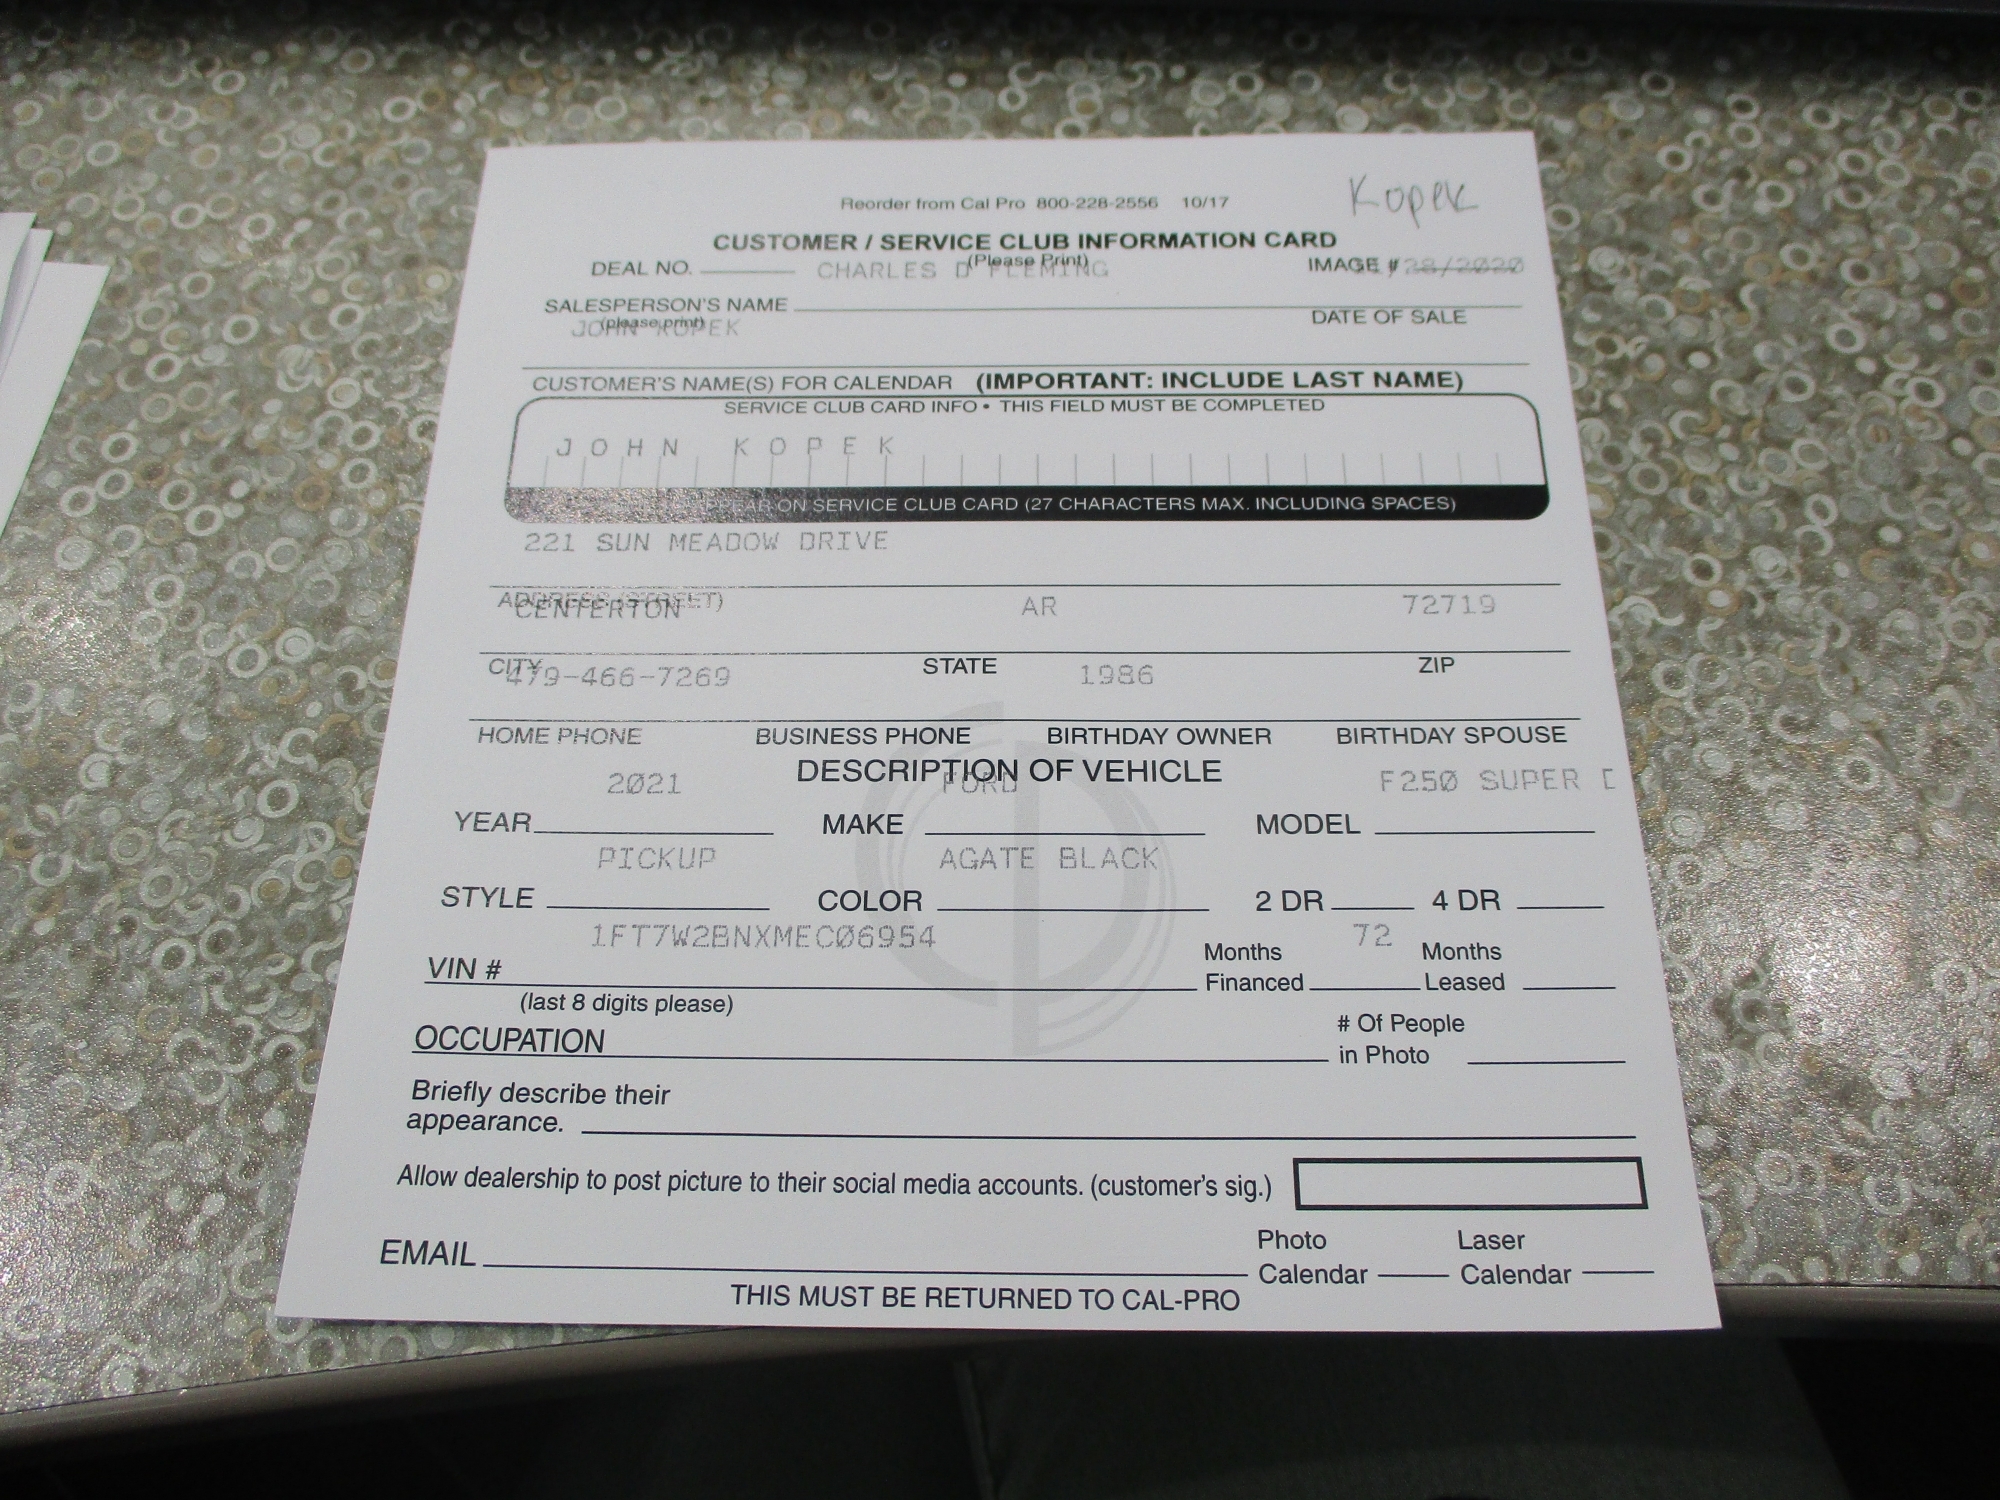 Kopek
Reorder from Cal Pro 800-228-2556 10/17
CUSTOMER / SERVICE CLUB INFORMATION CARD
(Please Print)
DEAL NO. CHARLES D FLEMING IMAGE # 28/2020
SALESPERSON'S NAME DATE OF SALE
(please print)
JOHN KOPEK
CUSTOMER'S NAME(S) FOR CALENDAR (IMPORTANT: INCLUDE LAST NAME)
SERVICE CLUB CARD INFO • THIS FIELD MUST BE COMPLETED
JOHN KOPEK
APPEAR ON SERVICE CLUB CARD (27 CHARACTERS MAX. INCLUDING SPACES)
221 SUN MEADOW DRIVE
ADDRESS (STREET)
CENTERTON AR 72719
CITY STATE ZIP
479-466-7269 1986
HOME PHONE BUSINESS PHONE BIRTHDAY OWNER BIRTHDAY SPOUSE
DESCRIPTION OF VEHICLE
2021 FORD F250 SUPER D
YEAR MAKE MODEL
PICKUP AGATE BLACK
STYLE COLOR 2 DR 4 DR
1FT7W2BNXMEC06954 72
VIN # Months Financed Months Leased
(last 8 digits please)
OCCUPATION # Of People in Photo
Briefly describe their
appearance.
Allow dealership to post picture to their social media accounts. (customer's sig.)
EMAIL Photo Calendar Laser Calendar
THIS MUST BE RETURNED TO CAL-PRO